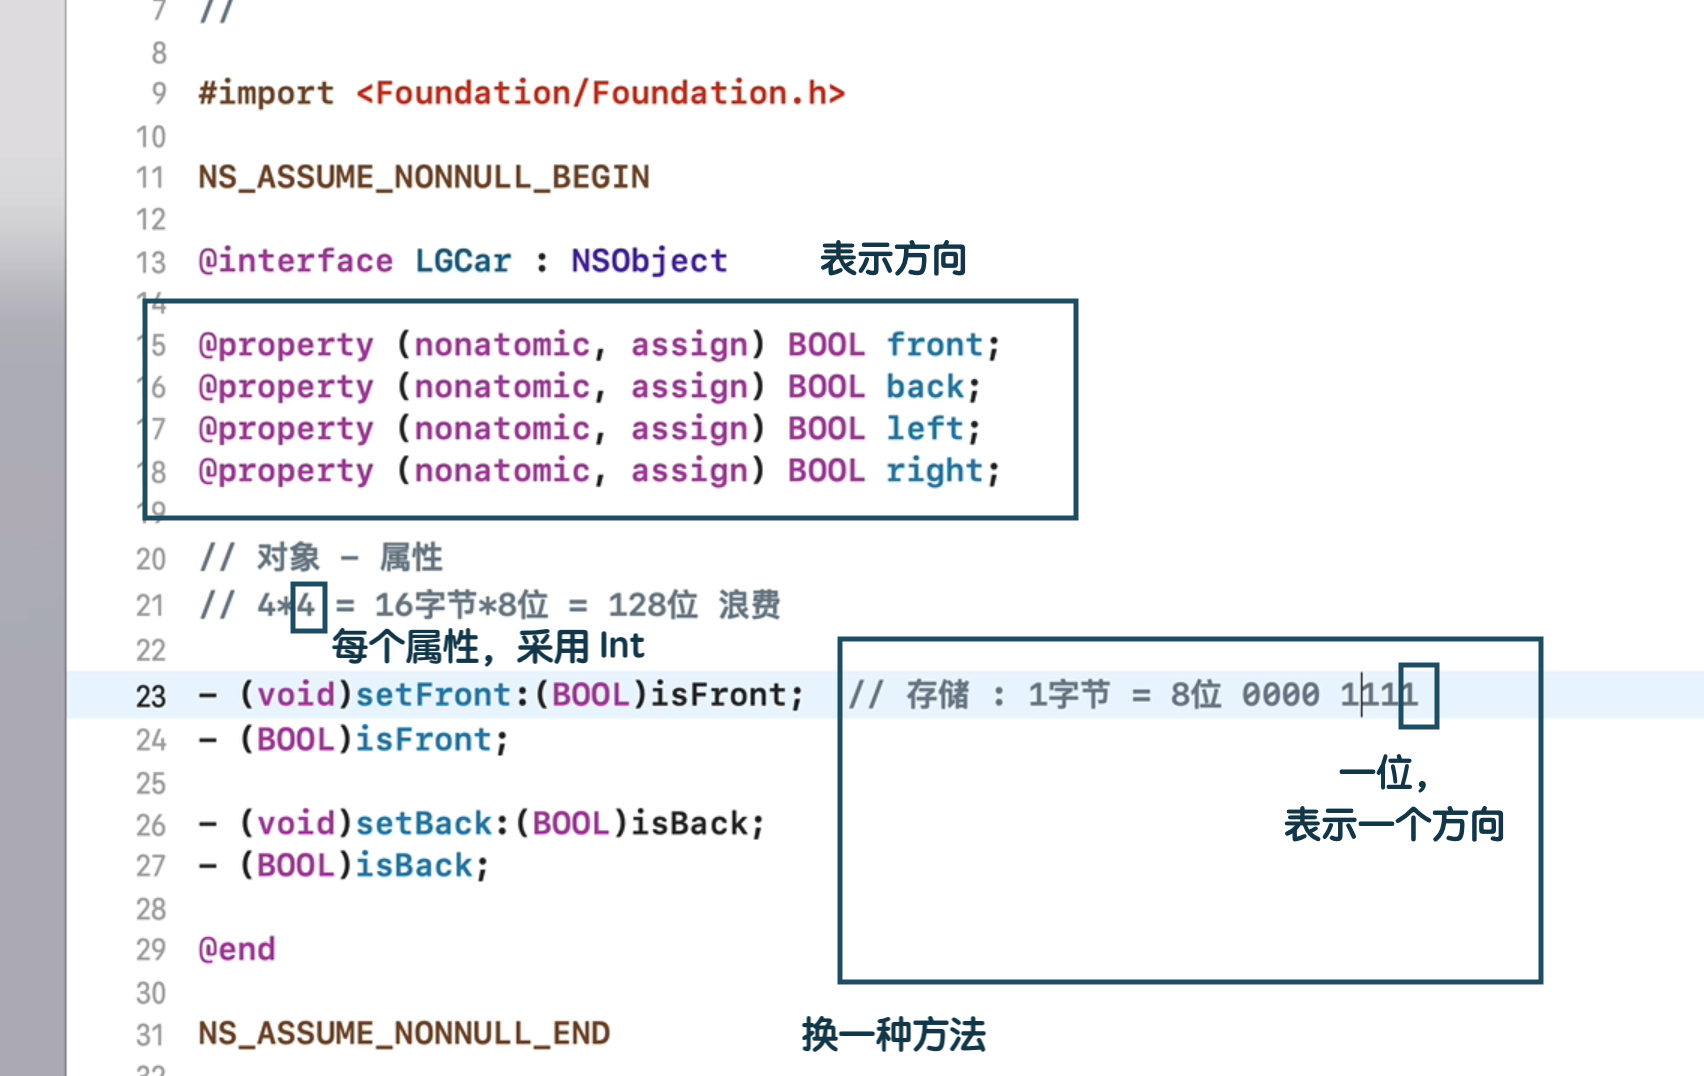 7 //
8
9 #import <Foundation/Foundation.h>
10
11 NS_ASSUME_NONNULL_BEGIN
12
13 @interface LGCar : NSObject
表示方向
14
15 @property (nonatomic, assign) BOOL front;
16 @property (nonatomic, assign) BOOL back;
17 @property (nonatomic, assign) BOOL left;
18 @property (nonatomic, assign) BOOL right;
19
20 // 对象 - 属性
21 // 4*4 = 16字节*8位 = 128位 浪费
每个属性，采用 Int
22
23 - (void)setFront:(BOOL)isFront; // 存储 : 1字节 = 8位 0000 1111
24 - (BOOL)isFront;
一位，
表示一个方向
25
26 - (void)setBack:(BOOL)isBack;
27 - (BOOL)isBack;
28
29 @end
30
31 NS_ASSUME_NONNULL_END
换一种方法
32